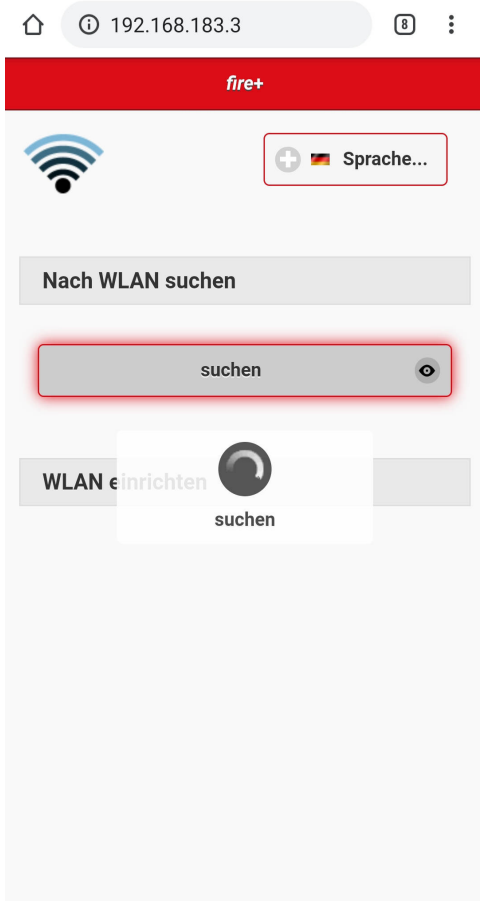 192.168.183.3
8
fire+
Sprache...
Nach WLAN suchen
suchen
WLAN einrichten
suchen